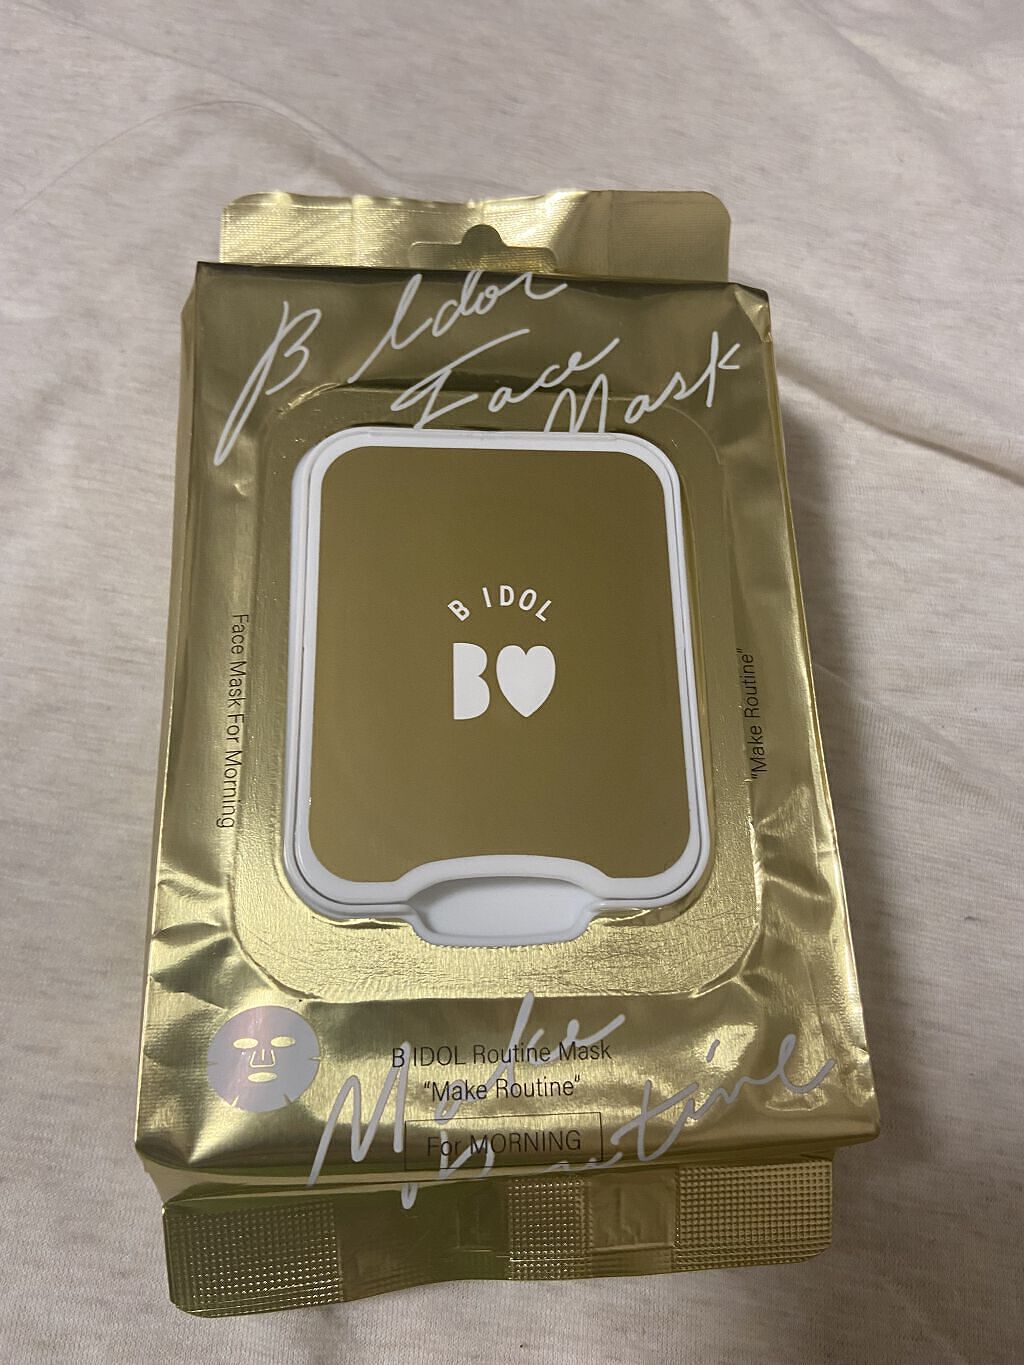 B Idol
Face
Mask
B IDOL
B
Face Mask For Morning
"Make Routine"
Make
Routine
B IDOL Routine Mask
"Make Routine"
For MORNING